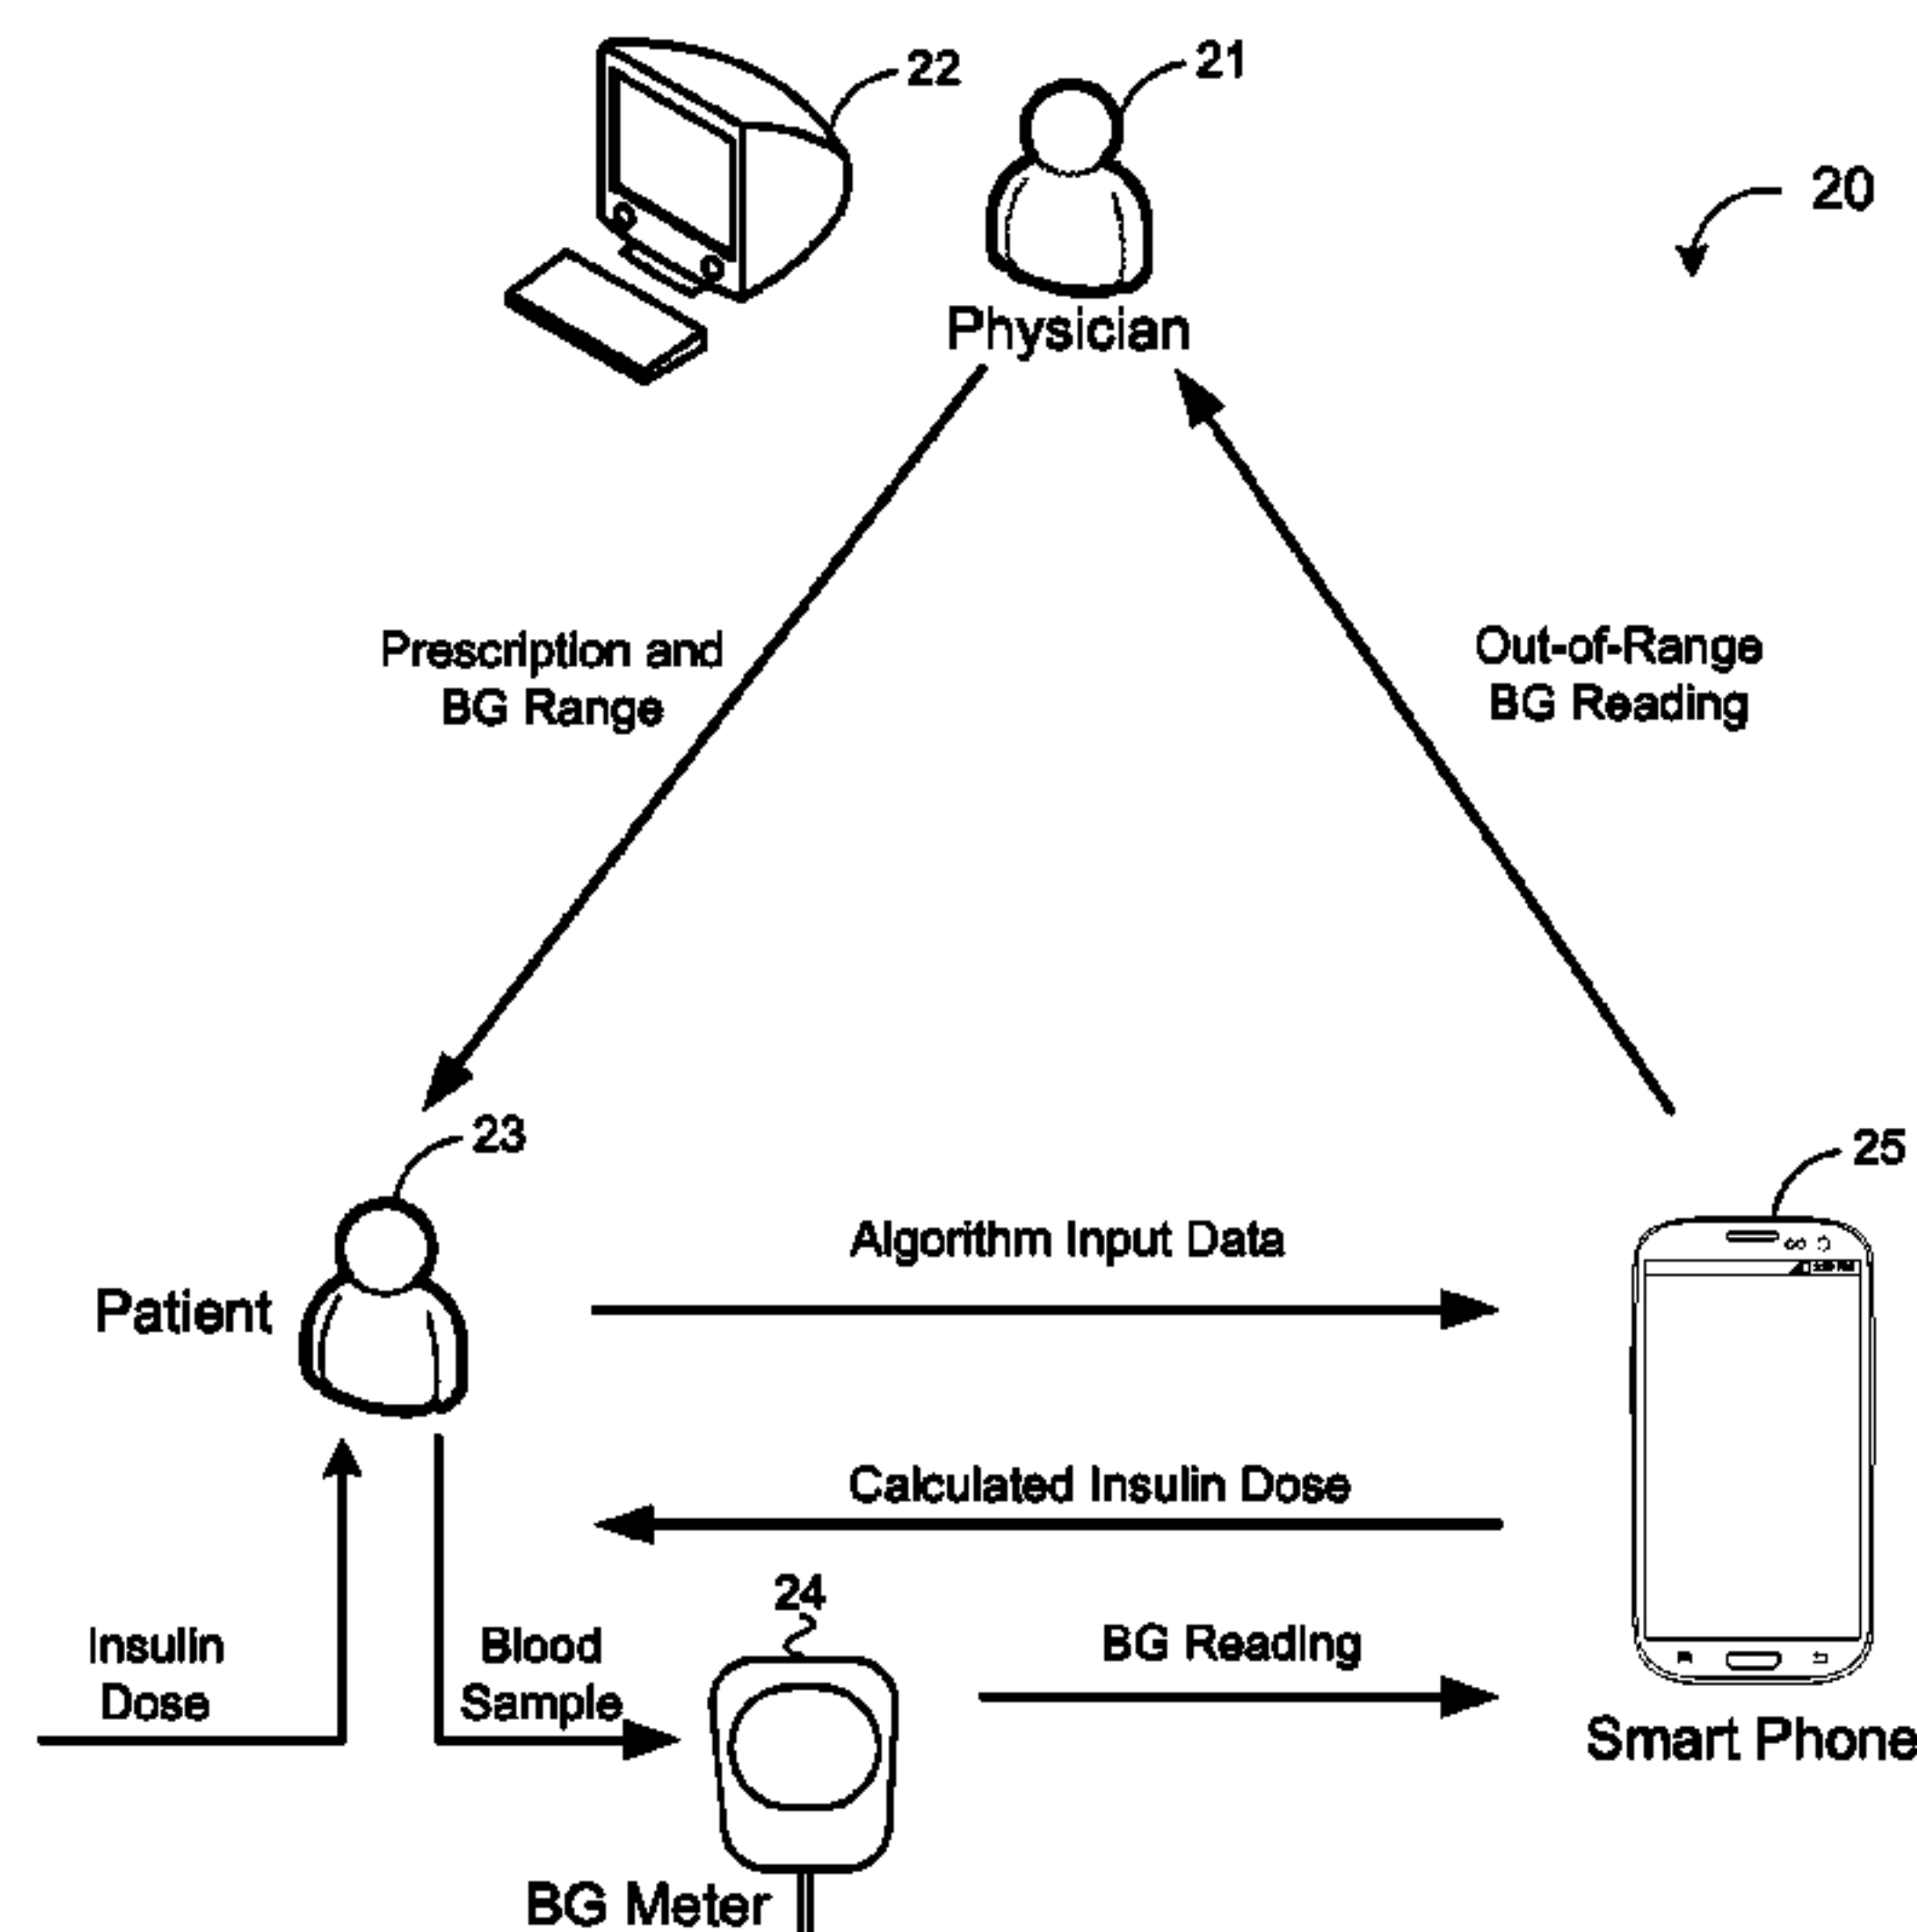 22
21
20
Physician
Prescription and
BG Range
Out-of-Range
BG Reading
23
25
Algorithm Input Data
Patient
Calculated Insulin Dose
24
Insulin
Dose
Blood
Sample
BG Reading
Smart Phone
BG Meter